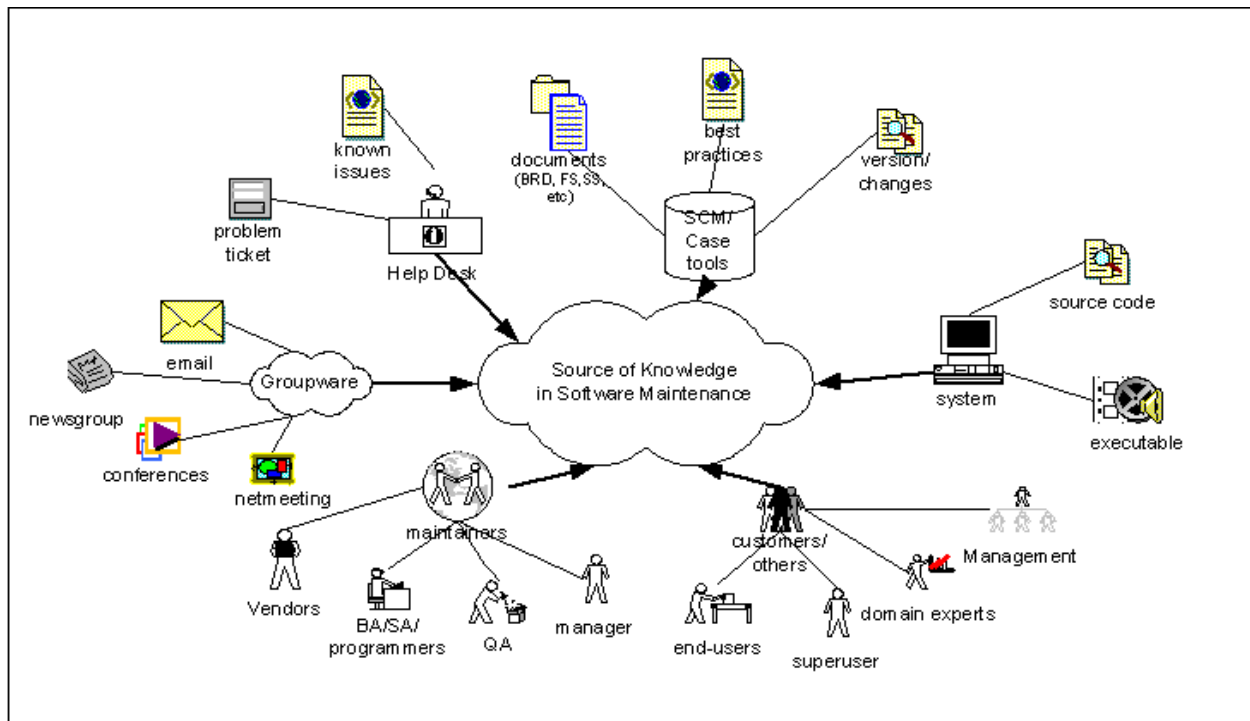 known
issues
documents
(BRD, FS,SS,
etc)
best
practices
version/
changes
problem
ticket
Help Desk
SCM/
Case
tools
source code
email
Groupware
newsgroup
conferences
netmeeting
Source of Knowledge
in Software Maintenance
system
executable
maintainers
Vendors
BA/SA/
programmers
QA
manager
customers/
others
Management
domain experts
end-users
superuser